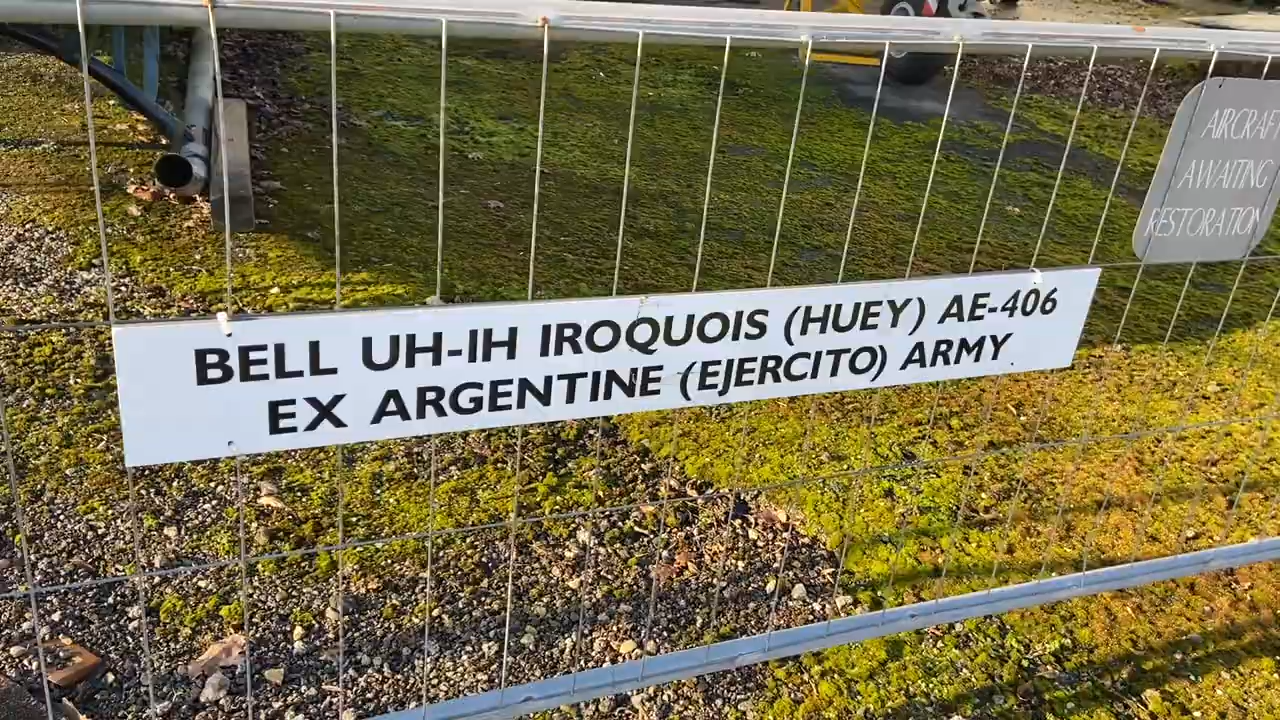 BELL UH-IH IROQUOIS (HUEY) AE-406
EX ARGENTINE (EJERCITO) ARMY
AIRCRAFT
AWAITING
RESTORATION